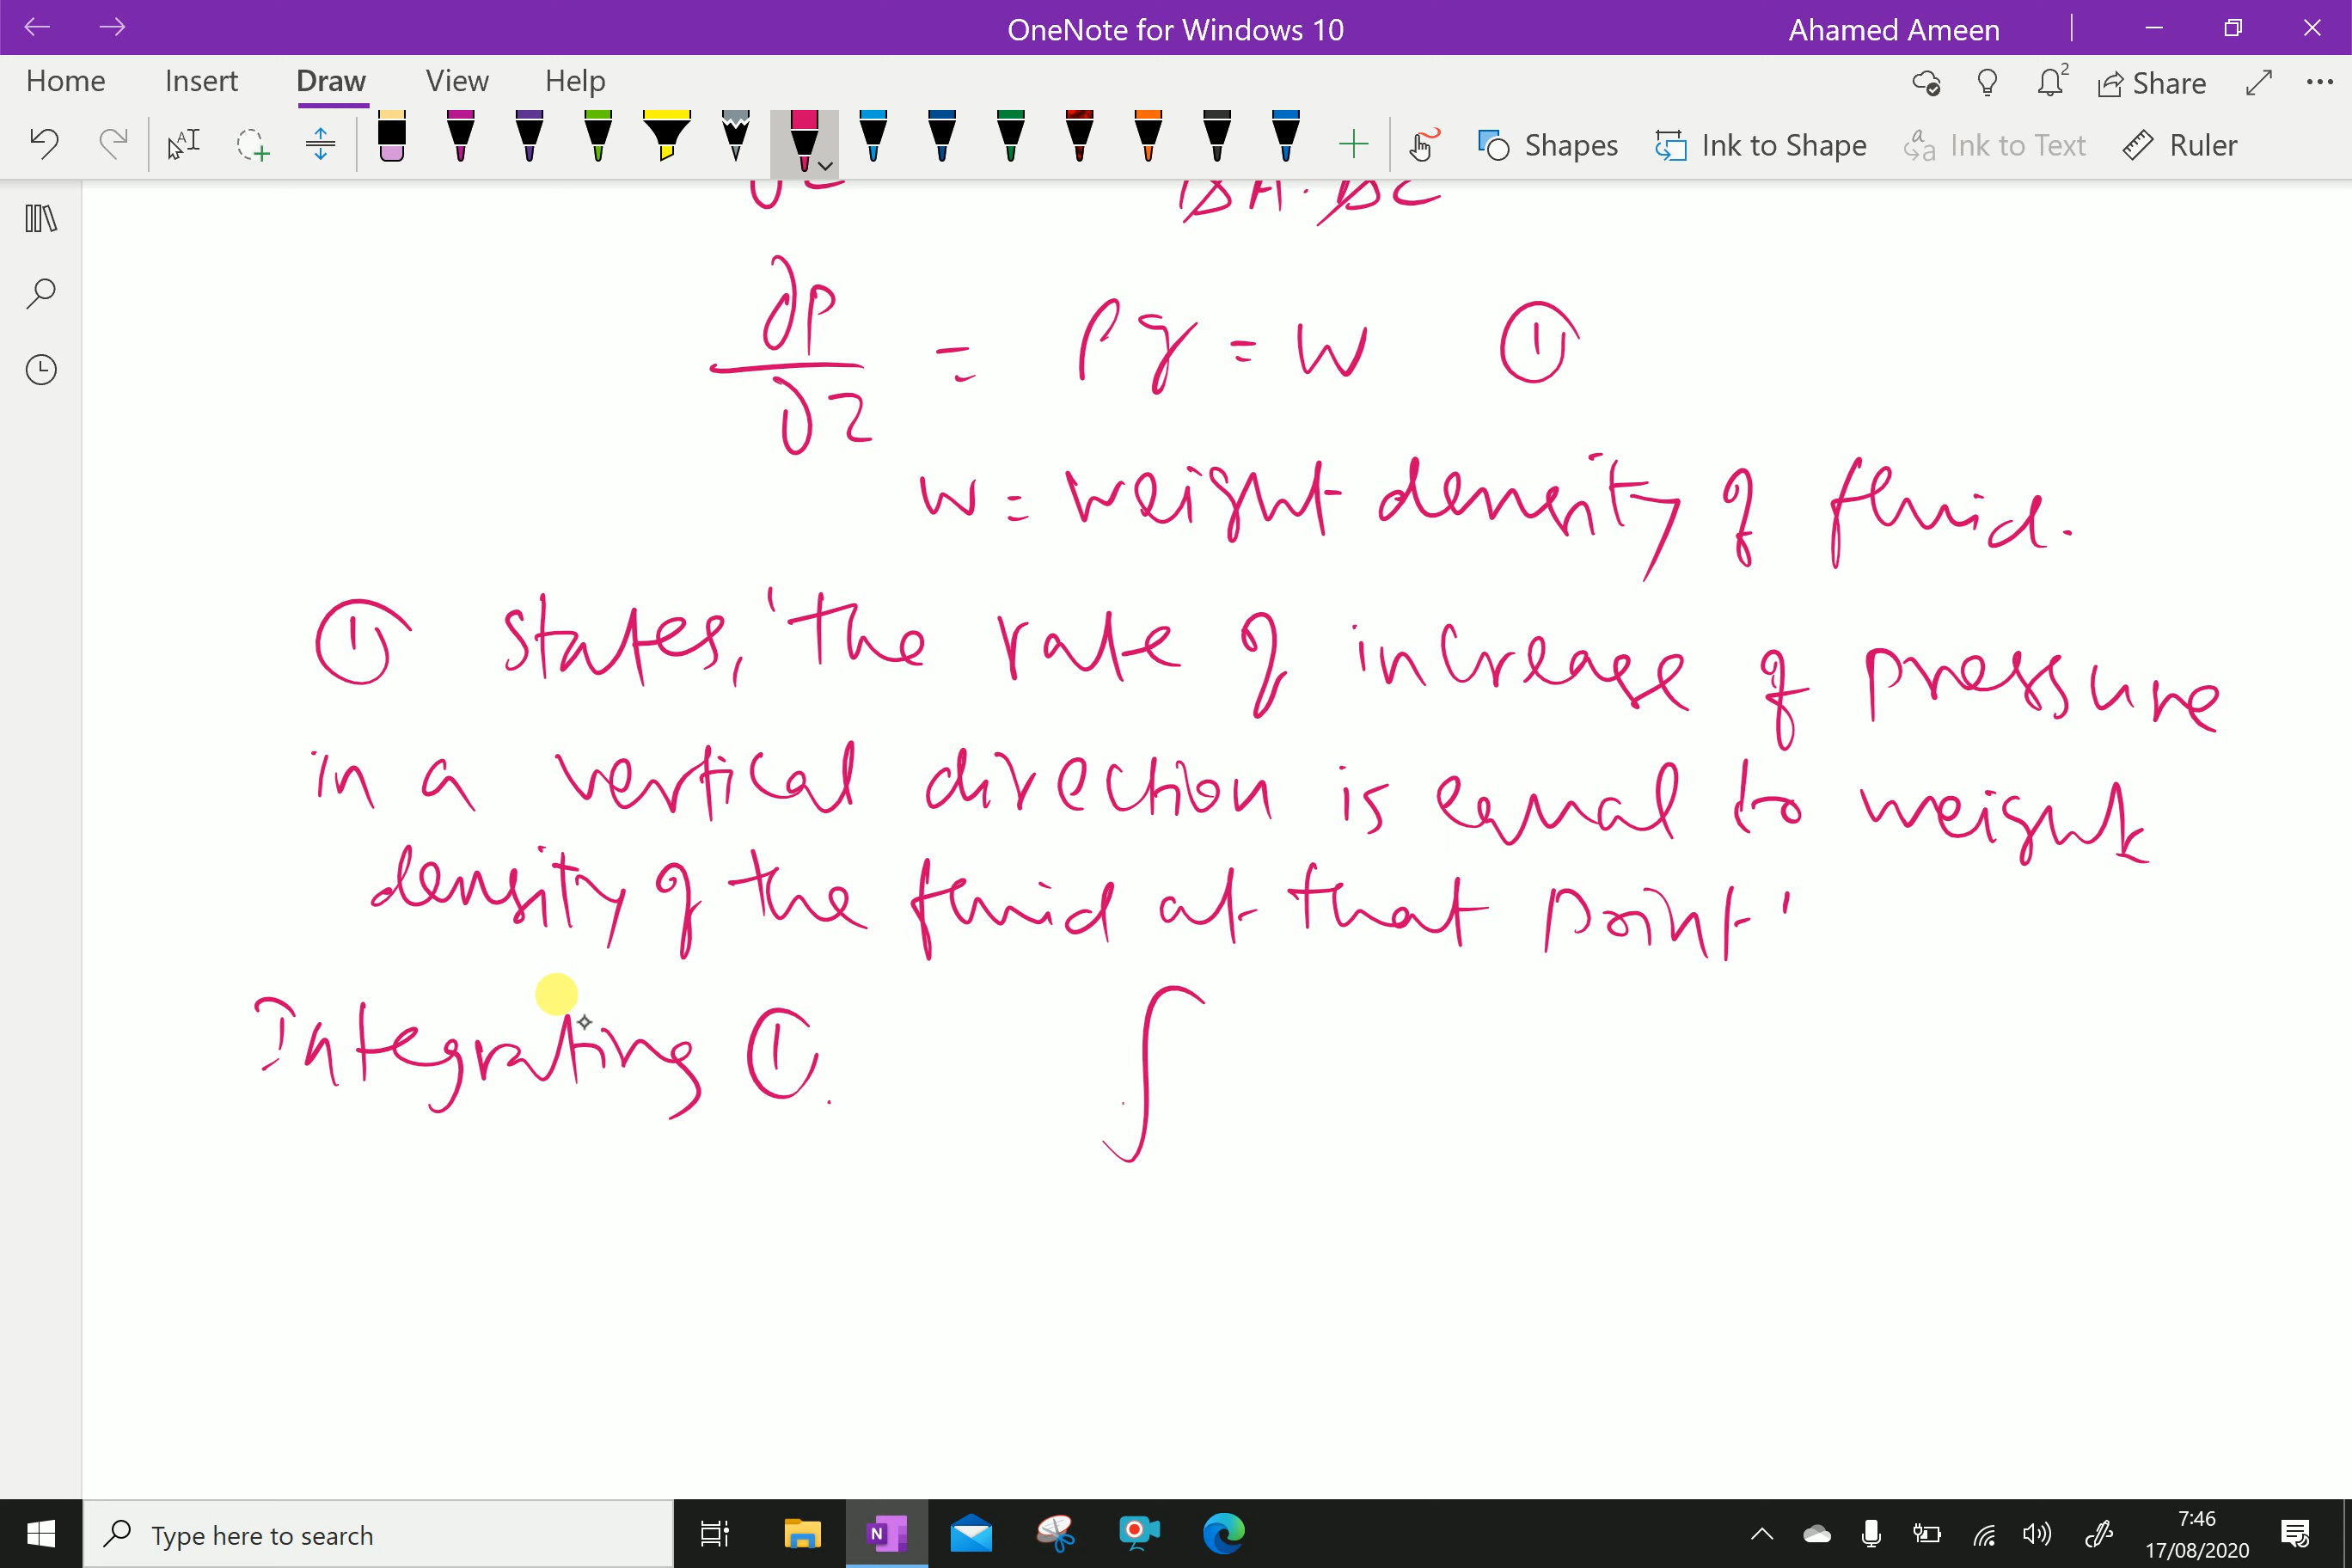 OneNote for Windows 10
Ahamed Ameen
Home Insert Draw View Help
2
Share
Shapes Ink to Shape Ink to Text Ruler
∂z ΔA · Δz
∂p/∂z = ρg = w ①
w = weight density of fluid.
① states, 'the rate of increase of pressure
in a vertical direction is equal to weight
density of the fluid at that point'
Integrating ①. ∫
Type here to search
7:46
17/08/2020